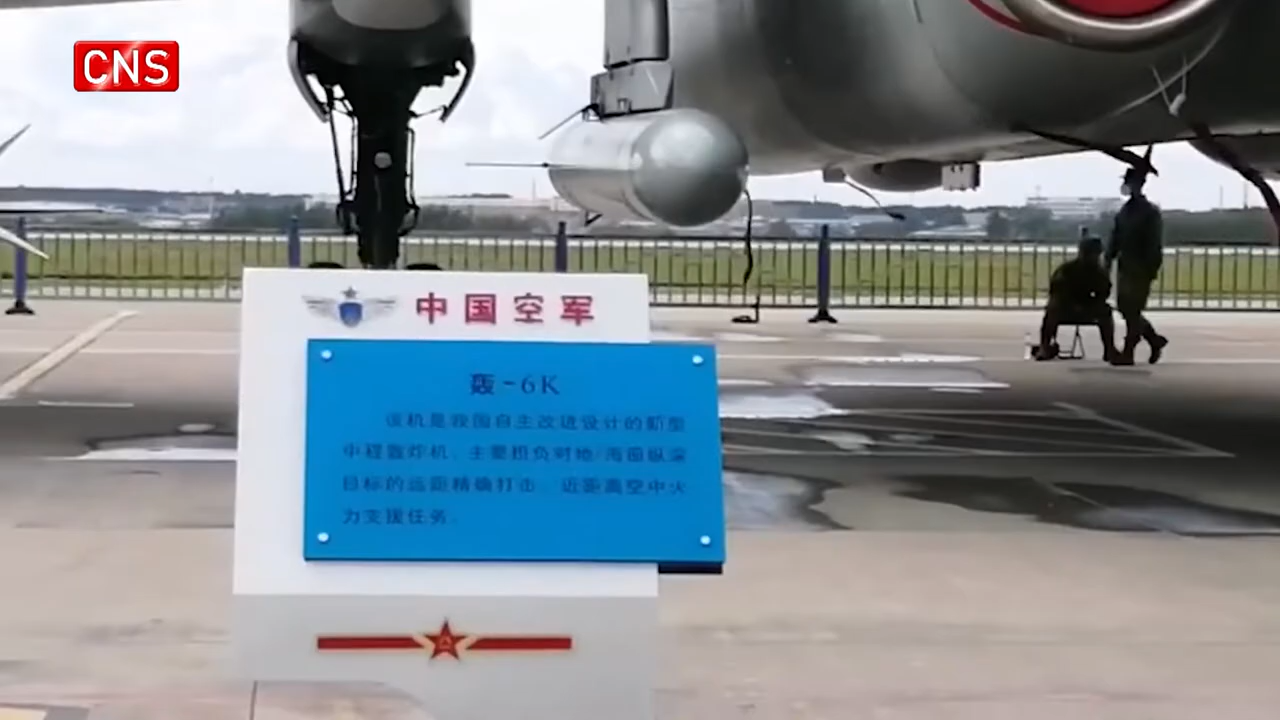 CNS
中国空军
轰-6K
该机是我国自主改进设计的新型
中程轰炸机，主要担负对地/海面纵深
目标的远距精确打击、近距离空中火
力支援任务。